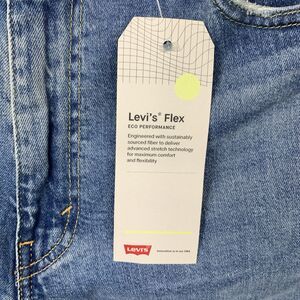 Levi's® Flex
ECO PERFORMANCE
Engineered with sustainably
sourced fiber to deliver
advanced stretch technology
for maximum comfort
and flexibility
LEVI'S